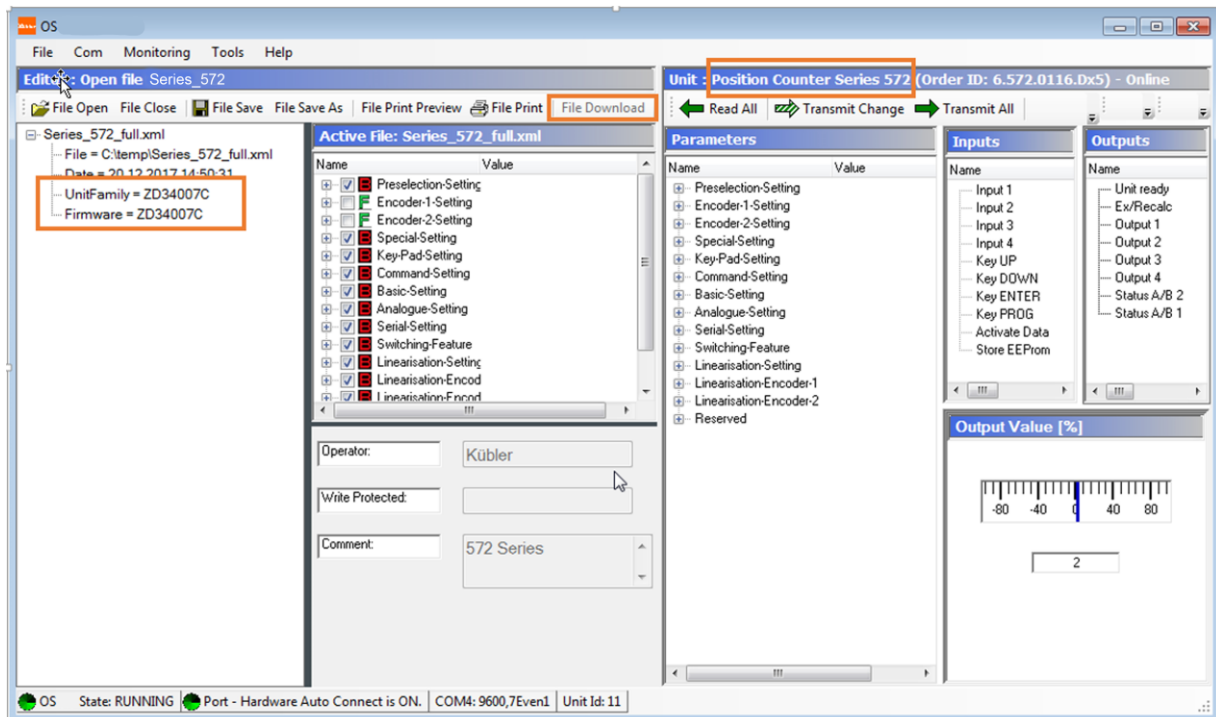 OS
File Com Monitoring Tools Help
Open file Series_572
File Open File Close File Save File Save As File Print Preview File Print File Download
Series_572_full.xml
File = C:\temp\Series_572_full.xml
Date = 20.12.2017 14:50:31
UnitFamily = ZD34007C
Firmware = ZD34007C
Active File: Series_572_full.xml
Name Value
Preselection-Setting
Encoder-1-Setting
Encoder-2-Setting
Special-Setting
Key-Pad-Setting
Command-Setting
Basic-Setting
Analogue-Setting
Serial-Setting
Switching-Feature
Linearisation-Setting
Linearisation-Encod
Linearisation-Encod
Operator: Kübler
Write Protected:
Comment: 572 Series
Unit : Position Counter Series 572 (Order ID: 6.572.0116.Dx5) - Online
Read All Transmit Change Transmit All
Parameters
Name Value
Preselection-Setting
Encoder-1-Setting
Encoder-2-Setting
Special-Setting
Key-Pad-Setting
Command-Setting
Basic-Setting
Analogue-Setting
Serial-Setting
Switching-Feature
Linearisation-Setting
Linearisation-Encoder-1
Linearisation-Encoder-2
Reserved
Inputs
Name
Input 1
Input 2
Input 3
Input 4
Key UP
Key DOWN
Key ENTER
Key PROG
Activate Data
Store EEProm
Outputs
Name
Unit ready
Ex/Recalc
Output 1
Output 2
Output 3
Output 4
Status A/B 2
Status A/B 1
Output Value [%]
-80 -40 0 40 80
2
OS State: RUNNING Port - Hardware Auto Connect is ON. COM4: 9600,7Even1 Unit Id: 11